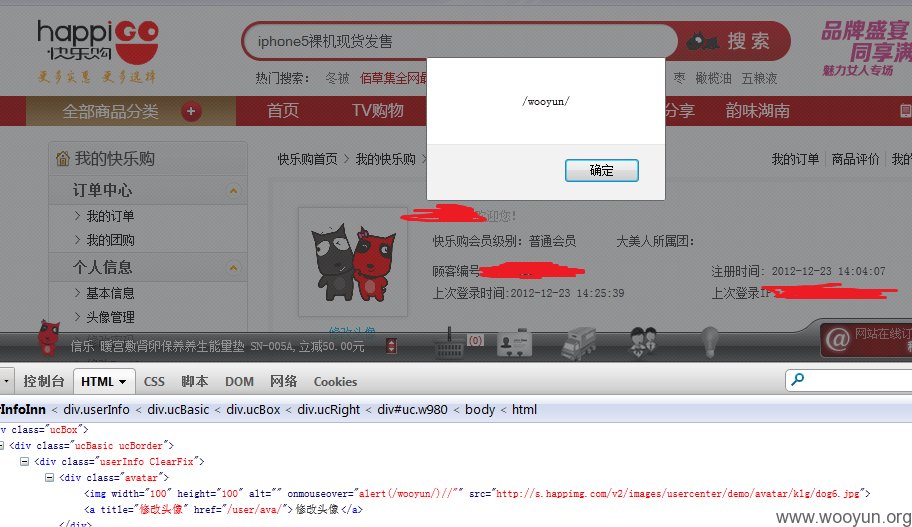 happiGO
快乐购
更多实惠 更多选择
iphone5裸机现货发售
搜 索
品牌盛宴
同享满
魅力女人专场
热门搜索： 冬被 佰草集全网最
枣 橄榄油 五粮液
全部商品分类 首页 TV购物
分享 韵味湖南
/wooyun/
确定
我的快乐购
快乐购首页 > 我的快乐购 >
我的订单 商品评价 我的
订单中心
> 我的订单
> 我的团购
个人信息
> 基本信息
> 头像管理
欢迎您！
快乐购会员级别：普通会员 大美人所属团：
顾客编号
注册时间: 2012-12-23 14:04:07
上次登录时间:2012-12-23 14:25:39
上次登录IP
修改头像
信乐 暖宫敷肾卵保养养生能量垫 SN-005A,立减50.00元
(0)
@ 网站在线订
控制台 HTML CSS 脚本 DOM 网络 Cookies
rInfoInn < div.userInfo < div.ucBasic < div.ucBox < div.ucRight < div#uc.w980 < body < html
v class="ucBox">
<div class="ucBasic ucBorder">
<div class="userInfo ClearFix">
<div class="avatar">
<img width="100" height="100" alt="" onmouseover="alert(/wooyun/)//"" src="http://s.happimg.com/v2/images/usercenter/demo/avatar/klg/dog6.jpg">
<a title="修改头像" href="/user/ava/">修改头像</a>
</div>
www.wooyun.org